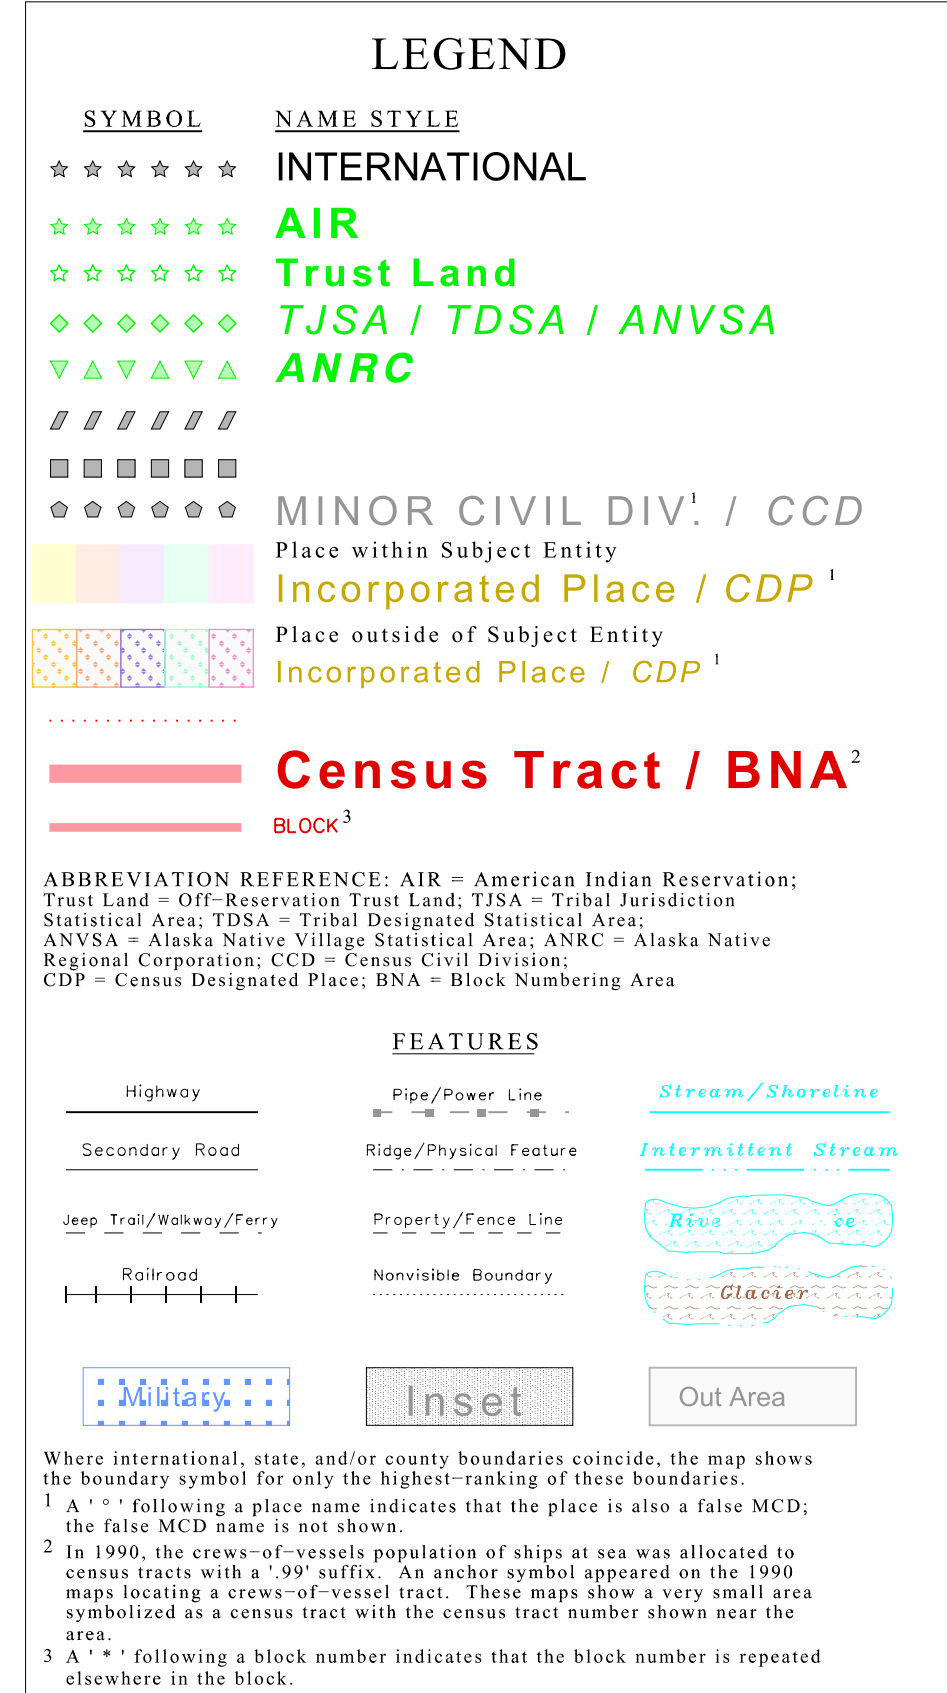 LEGEND
SYMBOL NAME STYLE
INTERNATIONAL
AIR
Trust Land
TJSA / TDSA / ANVSA
ANRC
MINOR CIVIL DIV.¹ / CCD
Place within Subject Entity
Incorporated Place / CDP ¹
Place outside of Subject Entity
Incorporated Place / CDP ¹
Census Tract / BNA²
BLOCK³
ABBREVIATION REFERENCE: AIR = American Indian Reservation;
Trust Land = Off−Reservation Trust Land; TJSA = Tribal Jurisdiction
Statistical Area; TDSA = Tribal Designated Statistical Area;
ANVSA = Alaska Native Village Statistical Area; ANRC = Alaska Native
Regional Corporation; CCD = Census Civil Division;
CDP = Census Designated Place; BNA = Block Numbering Area
FEATURES
Highway
Pipe/Power Line
Stream/Shoreline
Secondary Road
Ridge/Physical Feature
Intermittent Stream
Jeep Trail/Walkway/Ferry
Property/Fence Line
Railroad
Nonvisible Boundary
Glacier
Military
Inset
Out Area
Where international, state, and/or county boundaries coincide, the map shows
the boundary symbol for only the highest−ranking of these boundaries.
1 A ' ° ' following a place name indicates that the place is also a false MCD;
the false MCD name is not shown.
2 In 1990, the crews−of−vessels population of ships at sea was allocated to
census tracts with a '.99' suffix. An anchor symbol appeared on the 1990
maps locating a crews−of−vessel tract. These maps show a very small area
symbolized as a census tract with the census tract number shown near the
area.
3 A ' * ' following a block number indicates that the block number is repeated
elsewhere in the block.